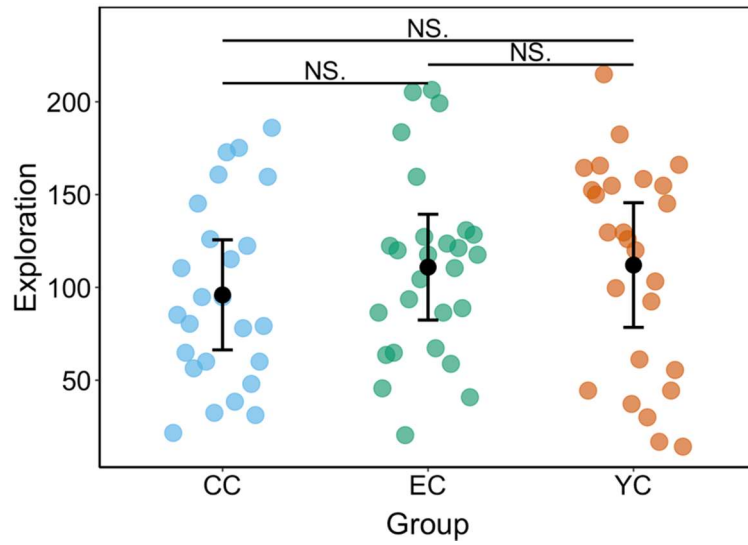 NS.
NS.
NS.
200
150
100
50
Exploration
CC EC YC
Group